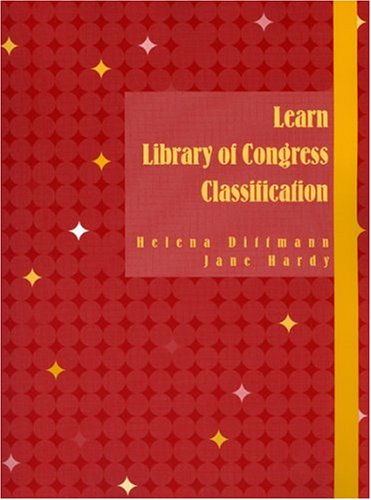 Learn
Library of Congress
Classification
Helena Dittmann
Jane Hardy